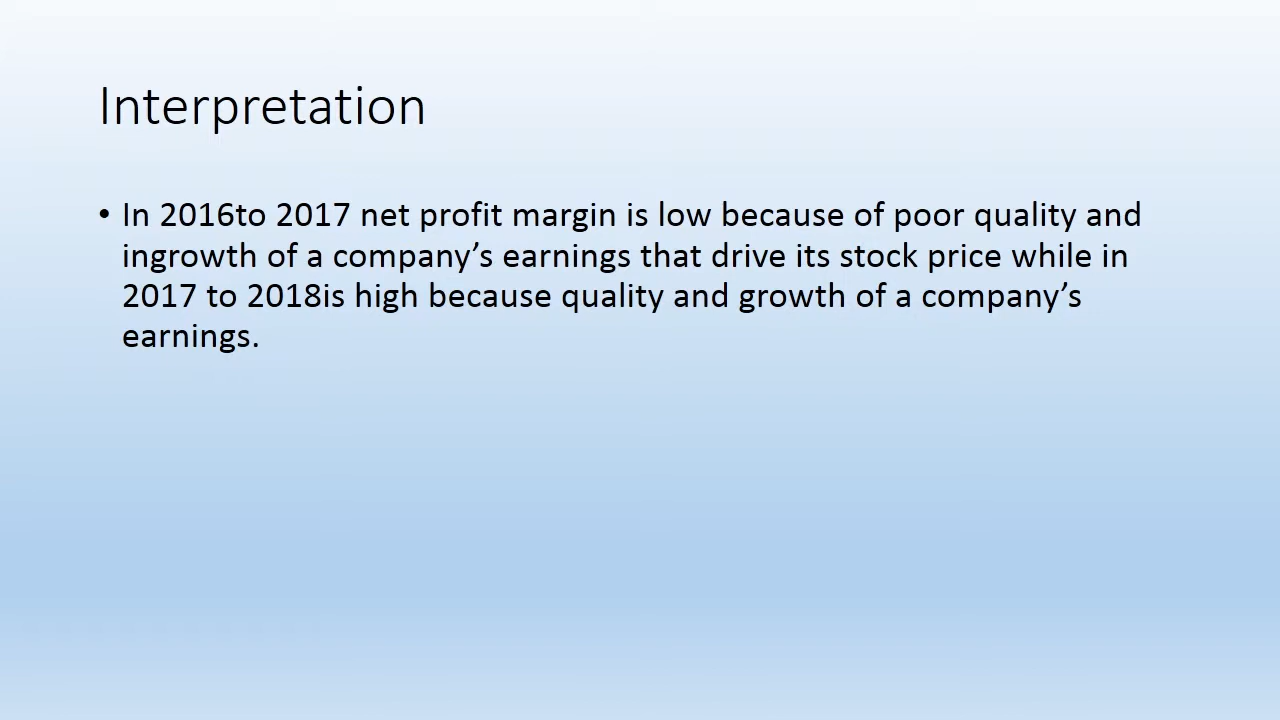 Interpretation
• In 2016to 2017 net profit margin is low because of poor quality and
ingrowth of a company’s earnings that drive its stock price while in
2017 to 2018is high because quality and growth of a company’s
earnings.